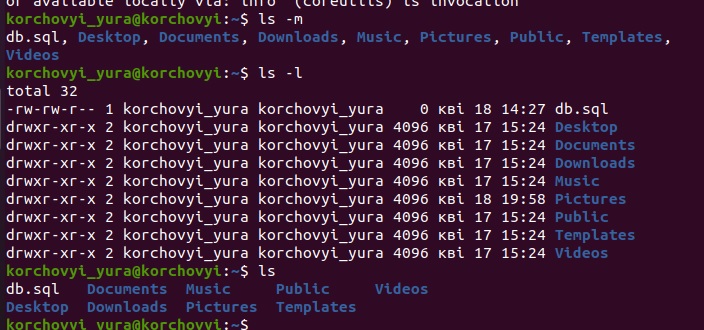 of available locally via: info '(coreutils) ls invocation'
korchovyi_yura@korchovyi:~$ ls -m
db.sql, Desktop, Documents, Downloads, Music, Pictures, Public, Templates,
Videos
korchovyi_yura@korchovyi:~$ ls -l
total 32
-rw-rw-r-- 1 korchovyi_yura korchovyi_yura    0 кві 18 14:27 db.sql
drwxr-xr-x 2 korchovyi_yura korchovyi_yura 4096 кві 17 15:24 Desktop
drwxr-xr-x 2 korchovyi_yura korchovyi_yura 4096 кві 17 15:24 Documents
drwxr-xr-x 2 korchovyi_yura korchovyi_yura 4096 кві 17 15:24 Downloads
drwxr-xr-x 2 korchovyi_yura korchovyi_yura 4096 кві 17 15:24 Music
drwxr-xr-x 2 korchovyi_yura korchovyi_yura 4096 кві 18 19:58 Pictures
drwxr-xr-x 2 korchovyi_yura korchovyi_yura 4096 кві 17 15:24 Public
drwxr-xr-x 2 korchovyi_yura korchovyi_yura 4096 кві 17 15:24 Templates
drwxr-xr-x 2 korchovyi_yura korchovyi_yura 4096 кві 17 15:24 Videos
korchovyi_yura@korchovyi:~$ ls
db.sql   Documents  Music     Public     Videos
Desktop  Downloads  Pictures  Templates
korchovyi_yura@korchovyi:~$